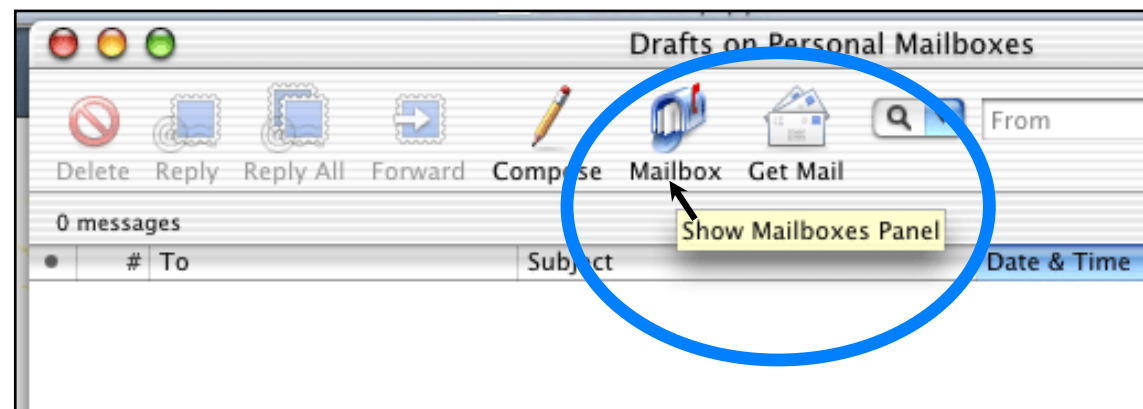 Drafts on Personal Mailboxes
Delete Reply Reply All Forward Compose Mailbox Get Mail From
0 messages
Show Mailboxes Panel
# To Subject Date & Time